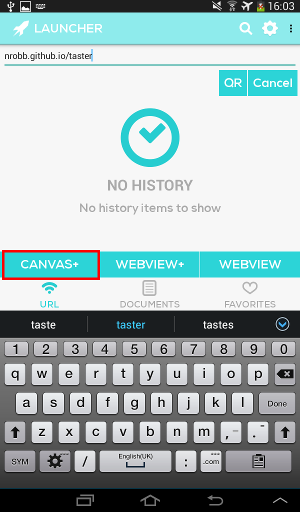 16:03
LAUNCHER
nrobb.github.io/taster
QR Cancel
NO HISTORY
No history items to show
CANVAS+ WEBVIEW+ WEBVIEW
URL DOCUMENTS FAVORITES
taste taster tastes
1 2 3 4 5 6 7 8 9 0
q w e r t y u i o p
a s d f g h j k l Done
z x c v b n m , .
SYM / English(UK) : .com